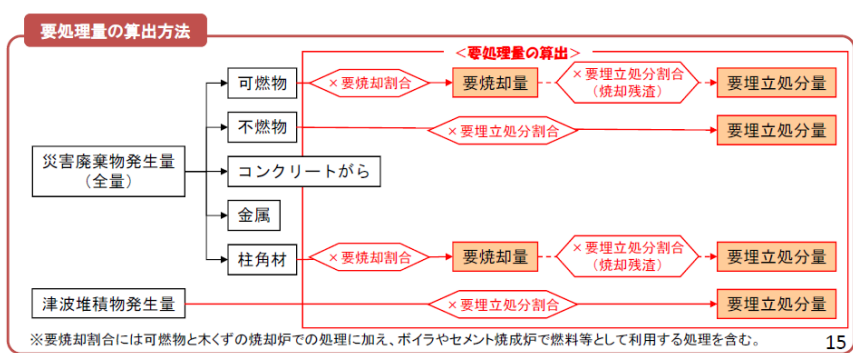 要処理量の算出方法
<要処理量の算出>
可燃物
×要焼却割合
要焼却量
×要埋立処分割合
(焼却残渣)
要埋立処分量
不燃物
×要埋立処分割合
要埋立処分量
災害廃棄物発生量
(全量)
コンクリートがら
金属
柱角材
×要焼却割合
要焼却量
×要埋立処分割合
(焼却残渣)
要埋立処分量
津波堆積物発生量
×要埋立処分割合
要埋立処分量
※要焼却割合には可燃物と木くずの焼却炉での処理に加え、ボイラやセメント焼成炉で燃料等として利用する処理を含む。
15